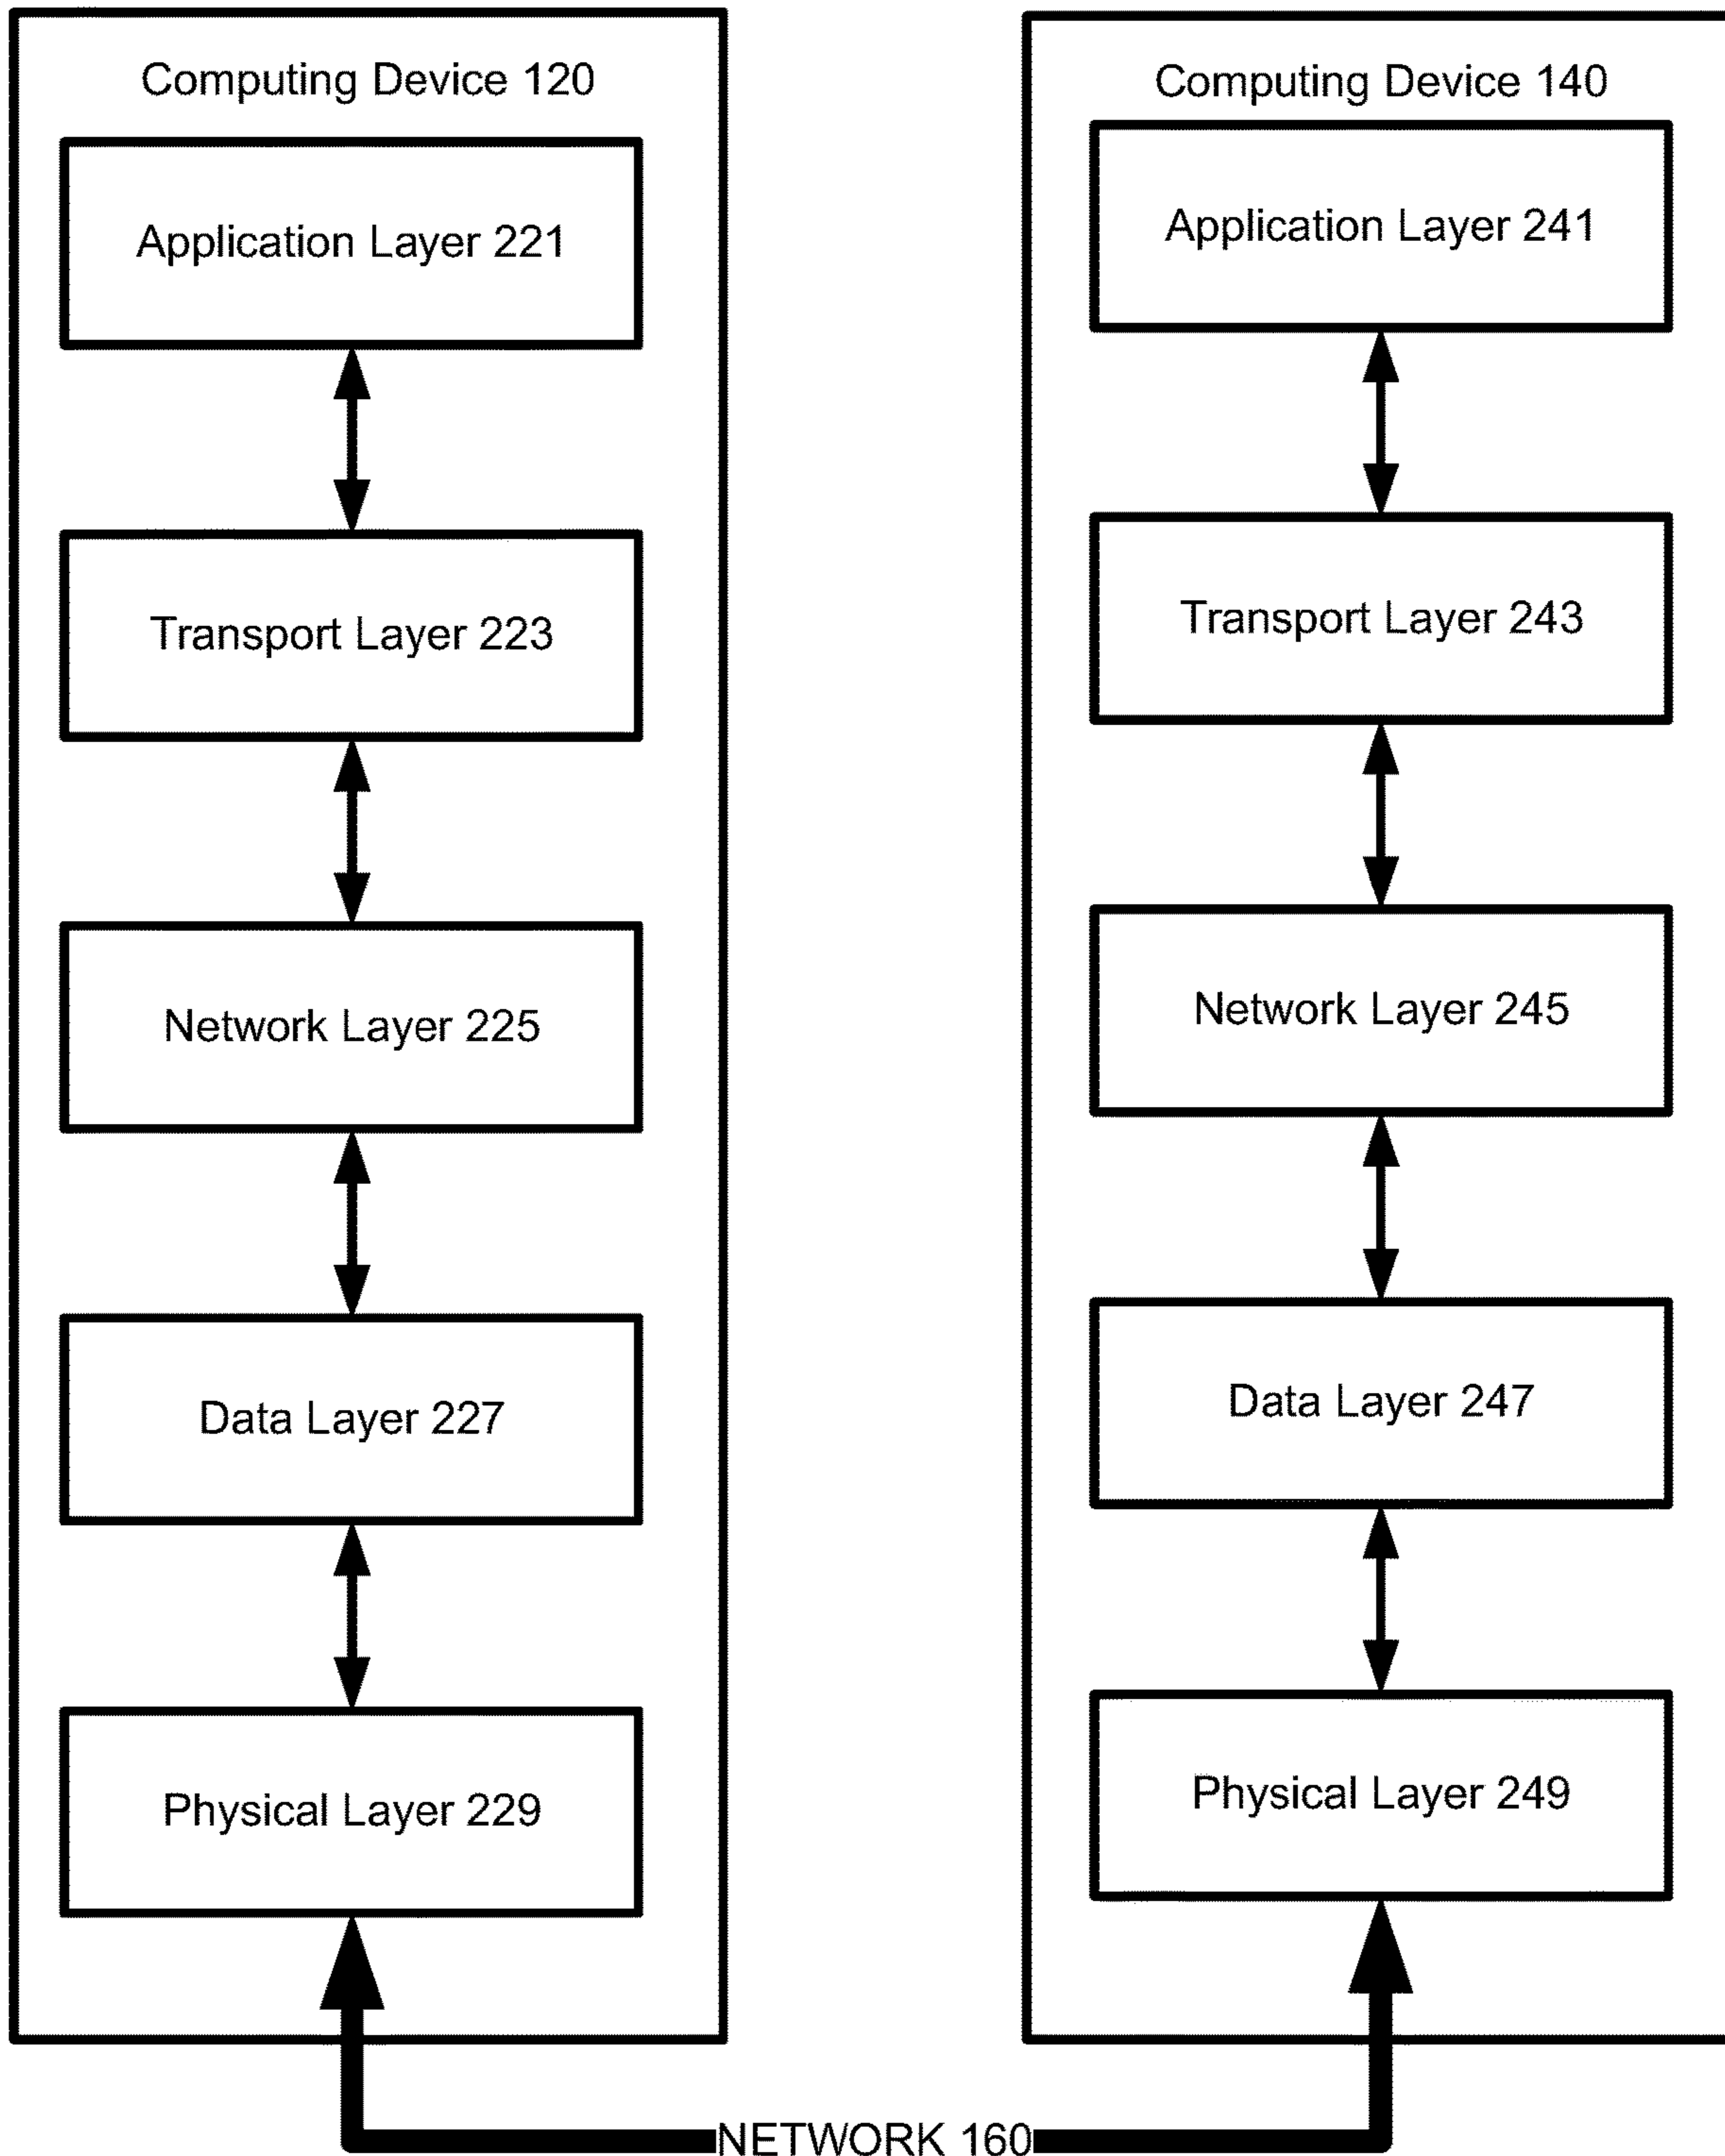 Computing Device 120
Application Layer 221
Transport Layer 223
Network Layer 225
Data Layer 227
Physical Layer 229
Computing Device 140
Application Layer 241
Transport Layer 243
Network Layer 245
Data Layer 247
Physical Layer 249
NETWORK 160